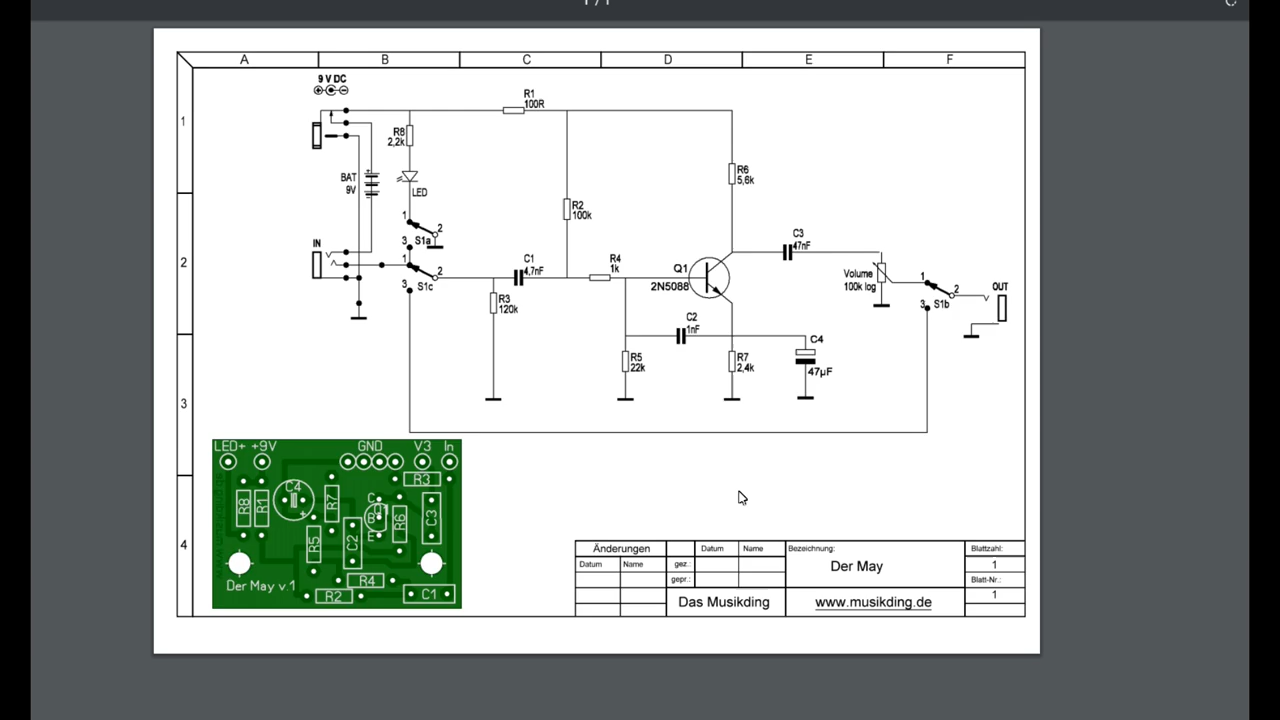 1 / 1
A B C D E F
1
2
3
4
9 V DC
R1
100R
R8
2,2k
LED
BAT
9V
R6
5,6k
R2
100k
1
2
3
S1a
IN
1
2
3
S1c
C1
4,7nF
R4
1k
Q1
2N5088
C3
47nF
Volume
100k log
1
2
3
S1b
OUT
R3
120k
C2
1nF
R5
22k
R7
2,4k
C4
47µF
LED+ +9V GND V3 In
R3
C4
R8
R1
R7
C
B
E
R6
C3
R5
C2
R4
Der May v.1
R2
C1
Änderungen
Datum
Name
Datum
Name
gez.:
gepr.:
Bezeichnung:
Der May
Blattzahl:
1
Blatt-Nr.:
1
Das Musikding
www.musikding.de